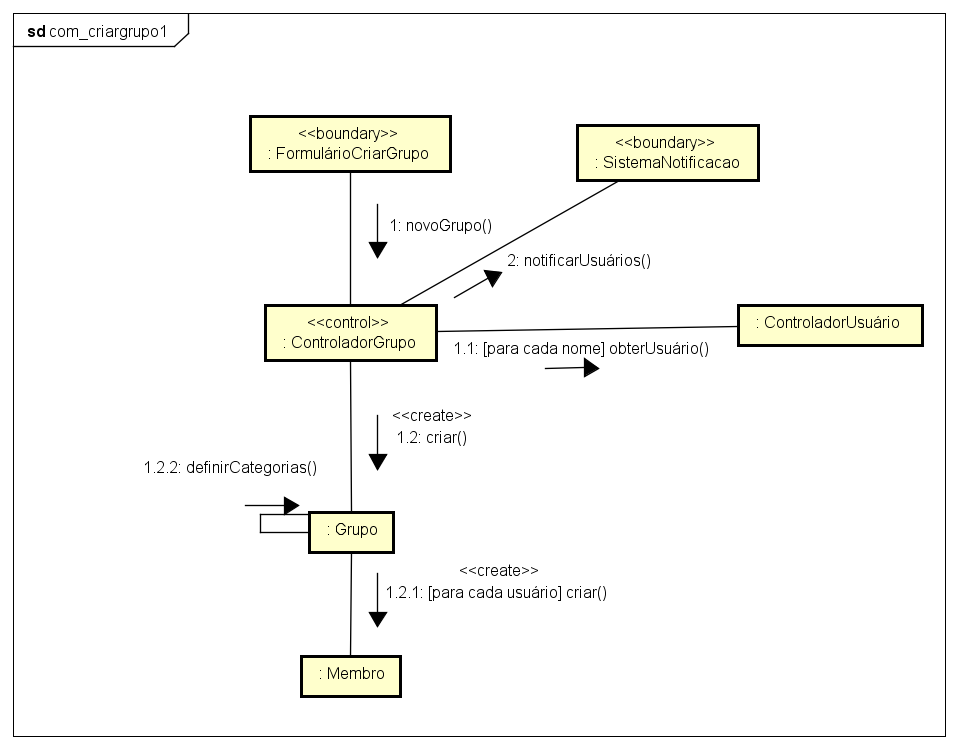 sd com_criargrupo1
<<boundary>>
: FormulárioCriarGrupo
<<boundary>>
: SistemaNotificacao
1: novoGrupo()
2: notificarUsuários()
<<control>>
: ControladorGrupo
: ControladorUsuário
1.1: [para cada nome] obterUsuário()
<<create>>
1.2: criar()
1.2.2: definirCategorias()
: Grupo
<<create>>
1.2.1: [para cada usuário] criar()
: Membro